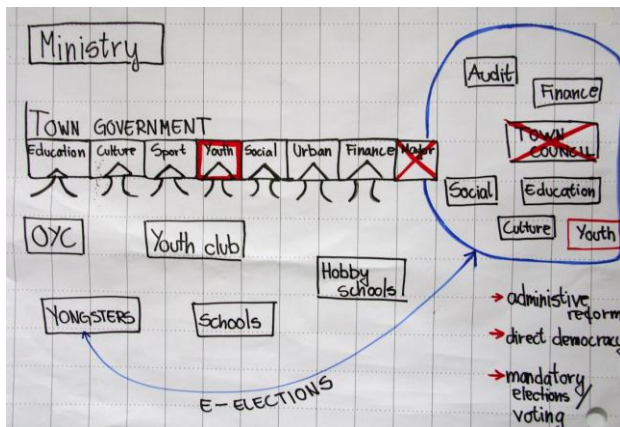 Ministry
TOWN GOVERNMENT
Education Culture Sport Youth Social Urban Finance Major
OYC
Youth club
Hobby
Schools
YONGSTERS
Schools
E-ELECTIONS
Audit
Finance
TOWN
COUNCIL
Social
Education
Culture
Youth
→ administive
reform
→ direct democracy
→ mandatory
elections/
voting